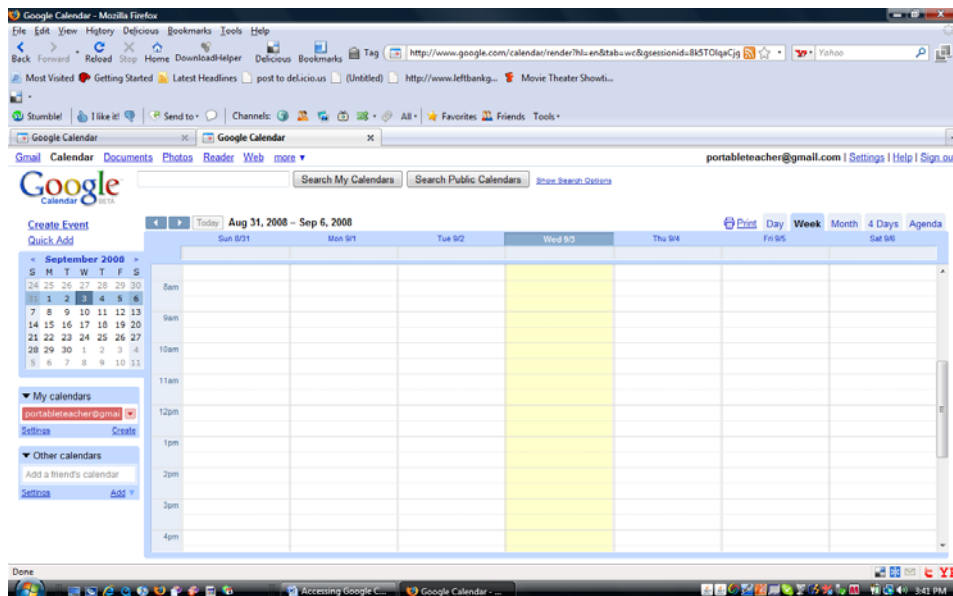 Google Calendar - Mozilla Firefox
File Edit View History Delicious Bookmarks Tools Help
Back Forward Reload Stop Home DownloadHelper Delicious Bookmarks Tag http://www.google.com/calendar/render?hl=en&tab=wc&gsessionid=8k5TOlqaCjg Yahoo
Most Visited Getting Started Latest Headlines post to del.icio.us (Untitled) http://www.leftbankg... Movie Theater Showti...
Stumble! I like it! Send to Channels: All Favorites Friends Tools
Google Calendar Google Calendar
Gmail Calendar Documents Photos Reader Web more portableteacher@gmail.com | Settings | Help | Sign ou
Google Calendar BETA Search My Calendars Search Public Calendars Show Search Options
Create Event Today Aug 31, 2008 – Sep 6, 2008 Print Day Week Month 4 Days Agenda
Quick Add Sun 8/31 Mon 9/1 Tue 9/2 Wed 9/3 Thu 9/4 Fri 9/5 Sat 9/6
« September 2008 »
S M T W T F S
24 25 26 27 28 29 30
31 1 2 3 4 5 6
7 8 9 10 11 12 13
14 15 16 17 18 19 20
21 22 23 24 25 26 27
28 29 30 1 2 3 4
5 6 7 8 9 10 11
My calendars
portableteacher@gmai
Settings Create
Other calendars
Add a friend's calendar
Settings Add
8am
9am
10am
11am
12pm
1pm
2pm
3pm
4pm
Done
Accessing Google C... Google Calendar - ... 3:41 PM